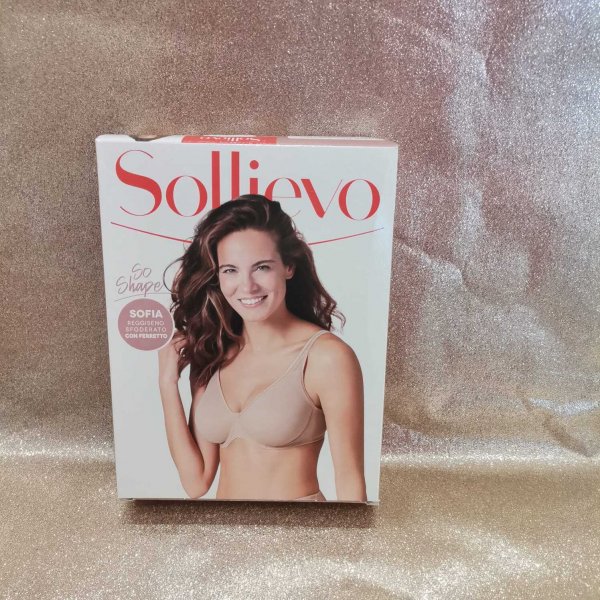 Sollievo
So
Shape
SOFIA
REGGISENO
SFODERATO
CON FERRETTO